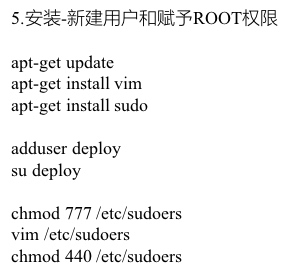 5.安装-新建用户和赋予ROOT权限
apt-get update
apt-get install vim
apt-get install sudo
adduser deploy
su deploy
chmod 777 /etc/sudoers
vim /etc/sudoers
chmod 440 /etc/sudoers